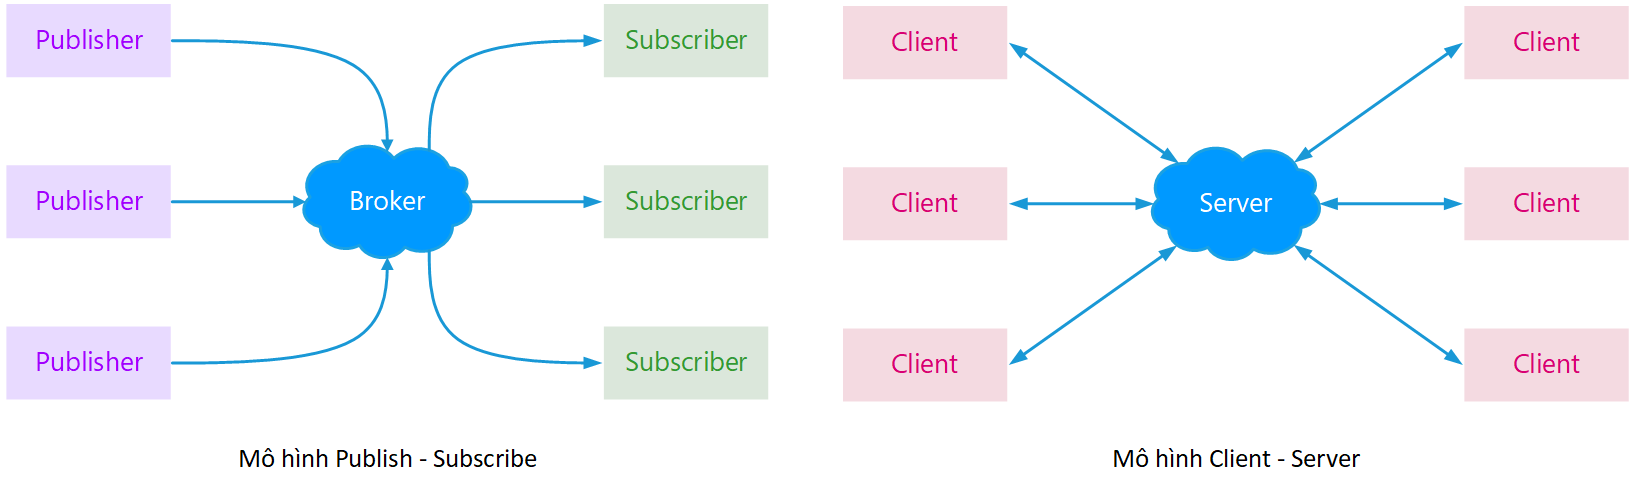 Publisher
Subscriber
Publisher
Broker
Subscriber
Publisher
Subscriber
Mô hình Publish - Subscribe
Client
Client
Client
Server
Client
Client
Client
Mô hình Client - Server